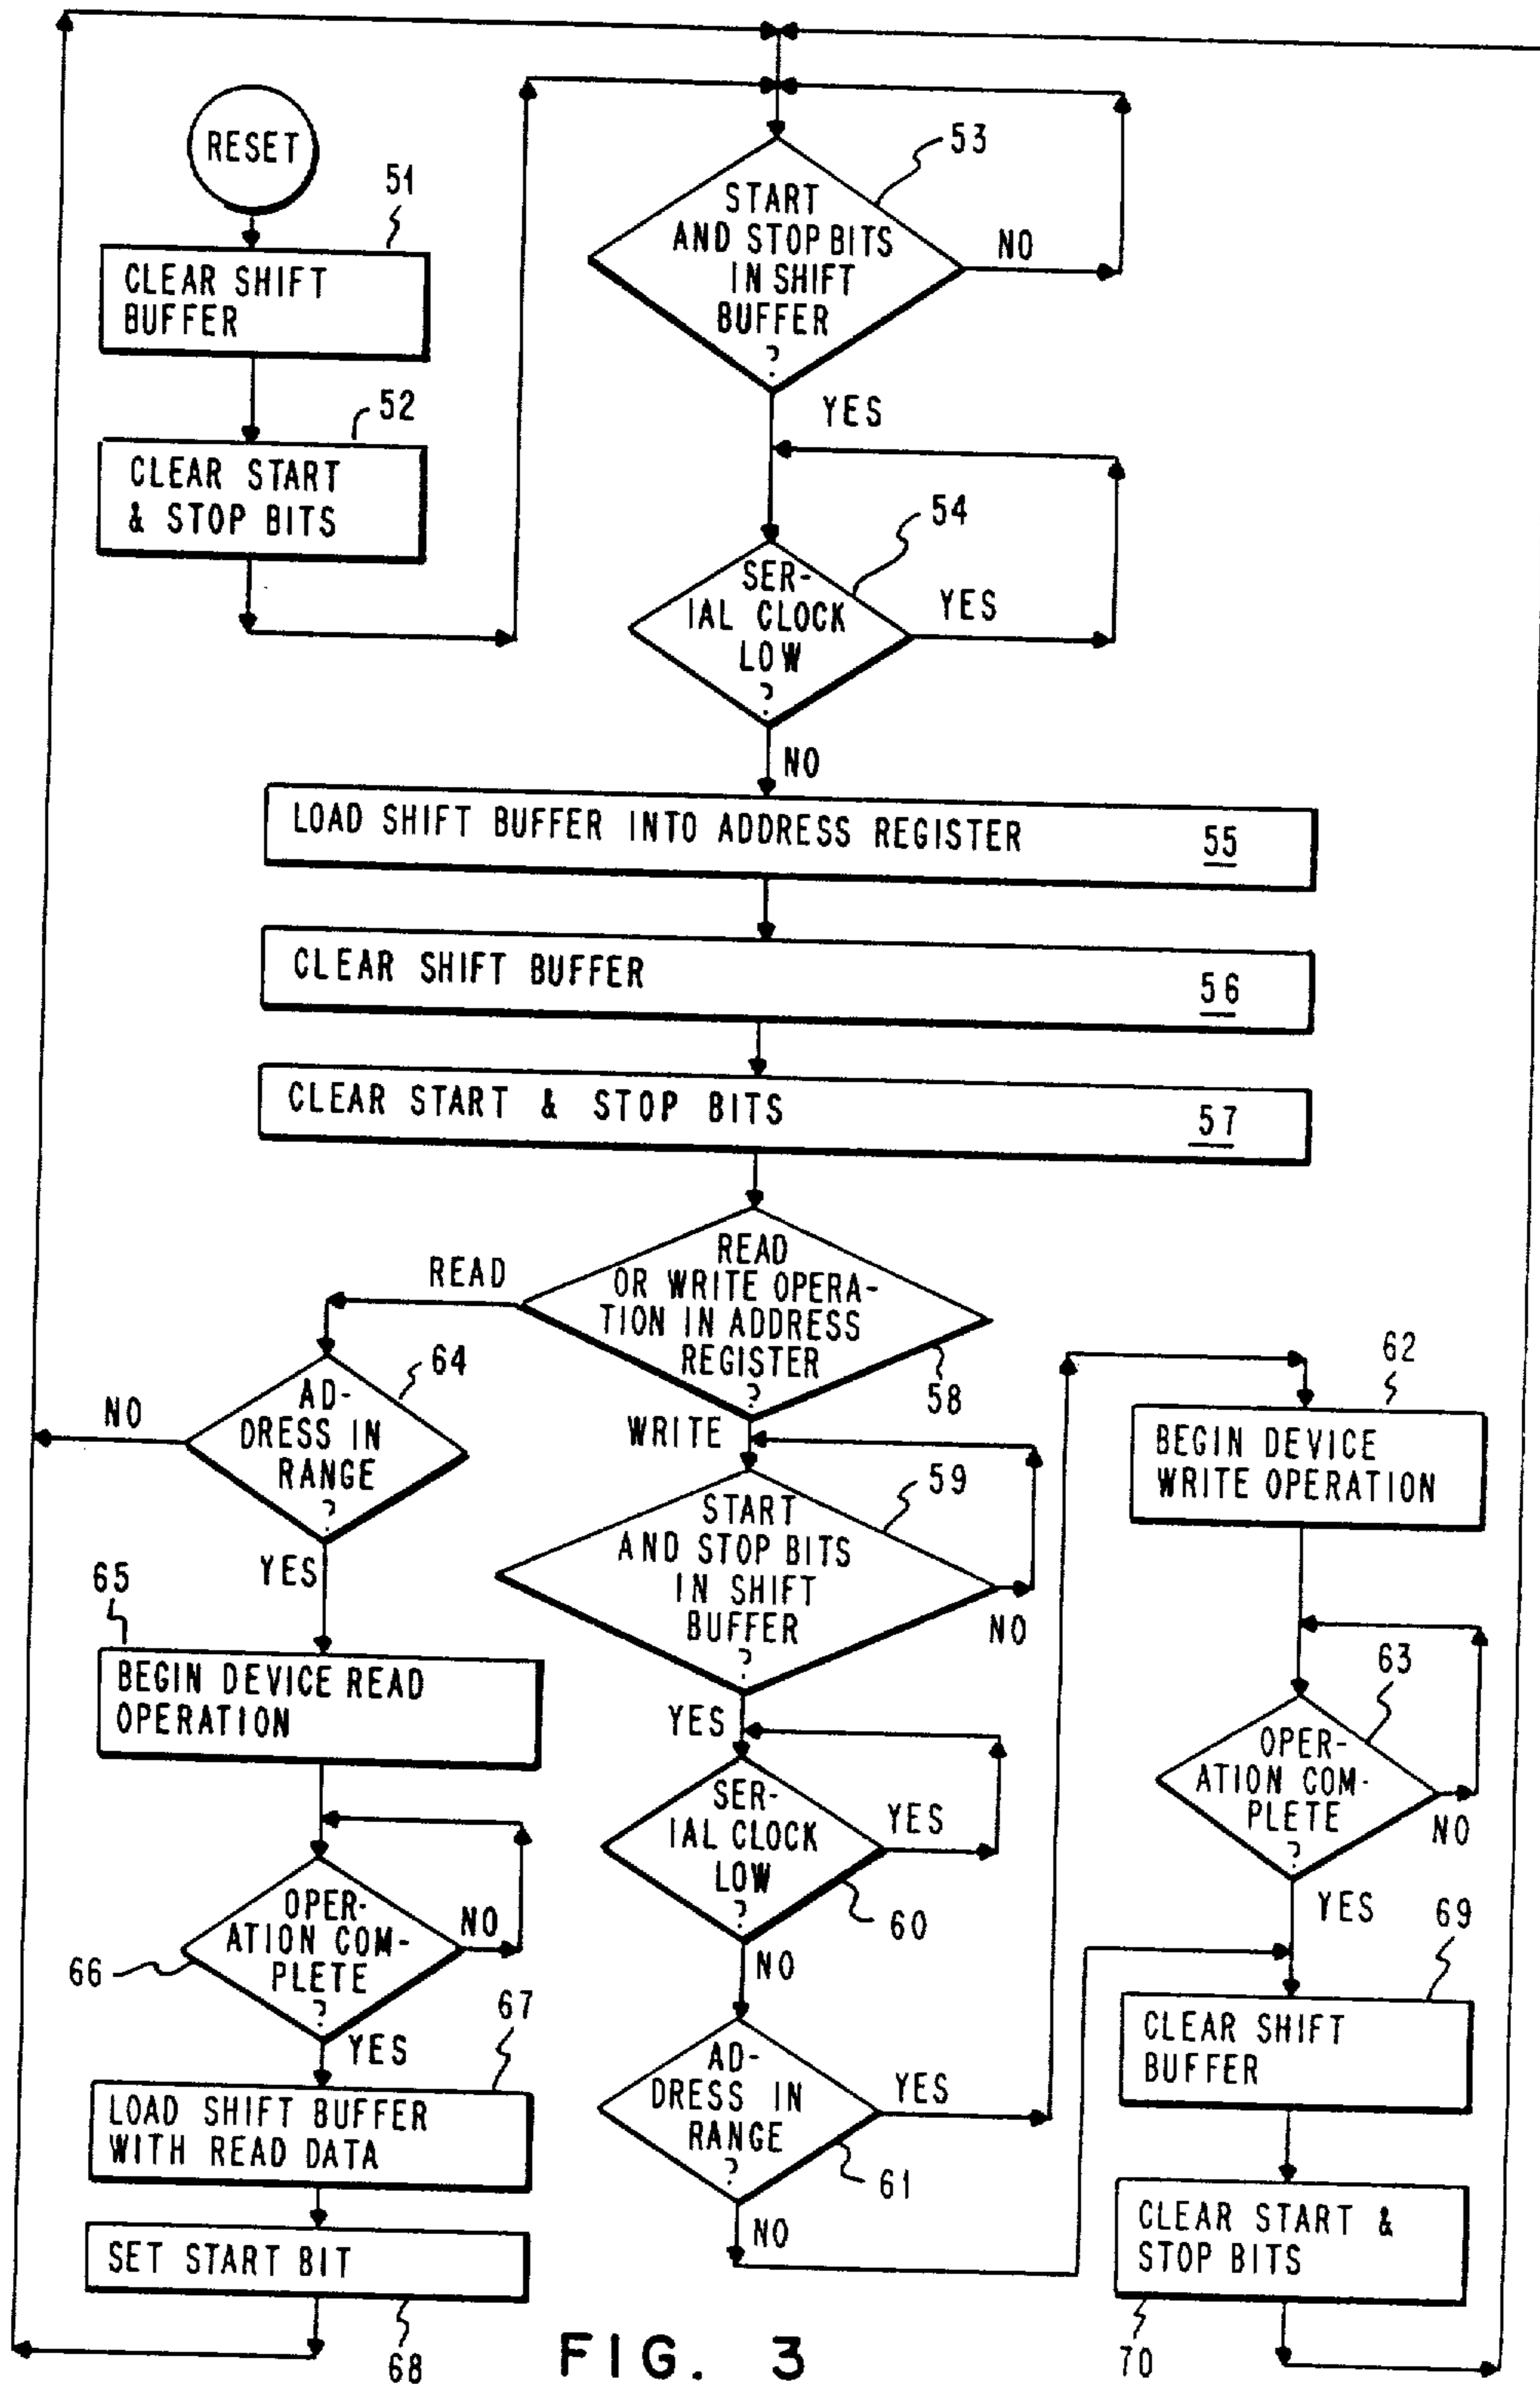 RESET
51
CLEAR SHIFT
BUFFER
52
CLEAR START
& STOP BITS
53
START
AND STOP BITS
IN SHIFT
BUFFER
?
NO
YES
54
SER-
IAL CLOCK
LOW
?
YES
NO
LOAD SHIFT BUFFER INTO ADDRESS REGISTER 55
CLEAR SHIFT BUFFER 56
CLEAR START & STOP BITS 57
READ
OR WRITE OPERA-
TION IN ADDRESS
REGISTER
?
58
READ
WRITE
64
AD-
DRESS IN
RANGE
?
NO
YES
65
BEGIN DEVICE READ
OPERATION
66
OPER-
ATION COM-
PLETE
?
NO
YES
67
LOAD SHIFT BUFFER
WITH READ DATA
SET START BIT
68
59
START
AND STOP BITS
IN SHIFT
BUFFER
?
NO
YES
SER-
IAL CLOCK
LOW
?
YES
60
NO
AD-
DRESS IN
RANGE
?
YES
61
NO
62
BEGIN DEVICE
WRITE OPERATION
63
OPER-
ATION COM-
PLETE
?
NO
YES
69
CLEAR SHIFT
BUFFER
CLEAR START &
STOP BITS
70
FIG. 3